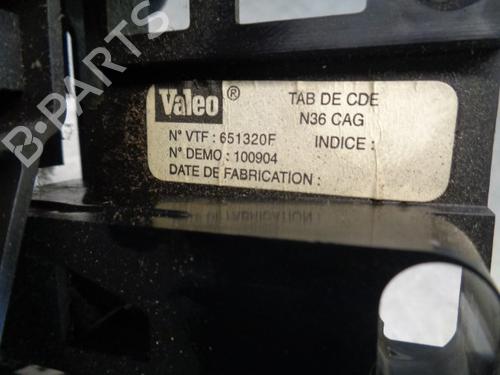 Valeo ®
TAB DE CDE
N36 CAG
N° VTF : 651320F
INDICE :
N° DEMO : 100904
DATE DE FABRICATION :
B-PARTS